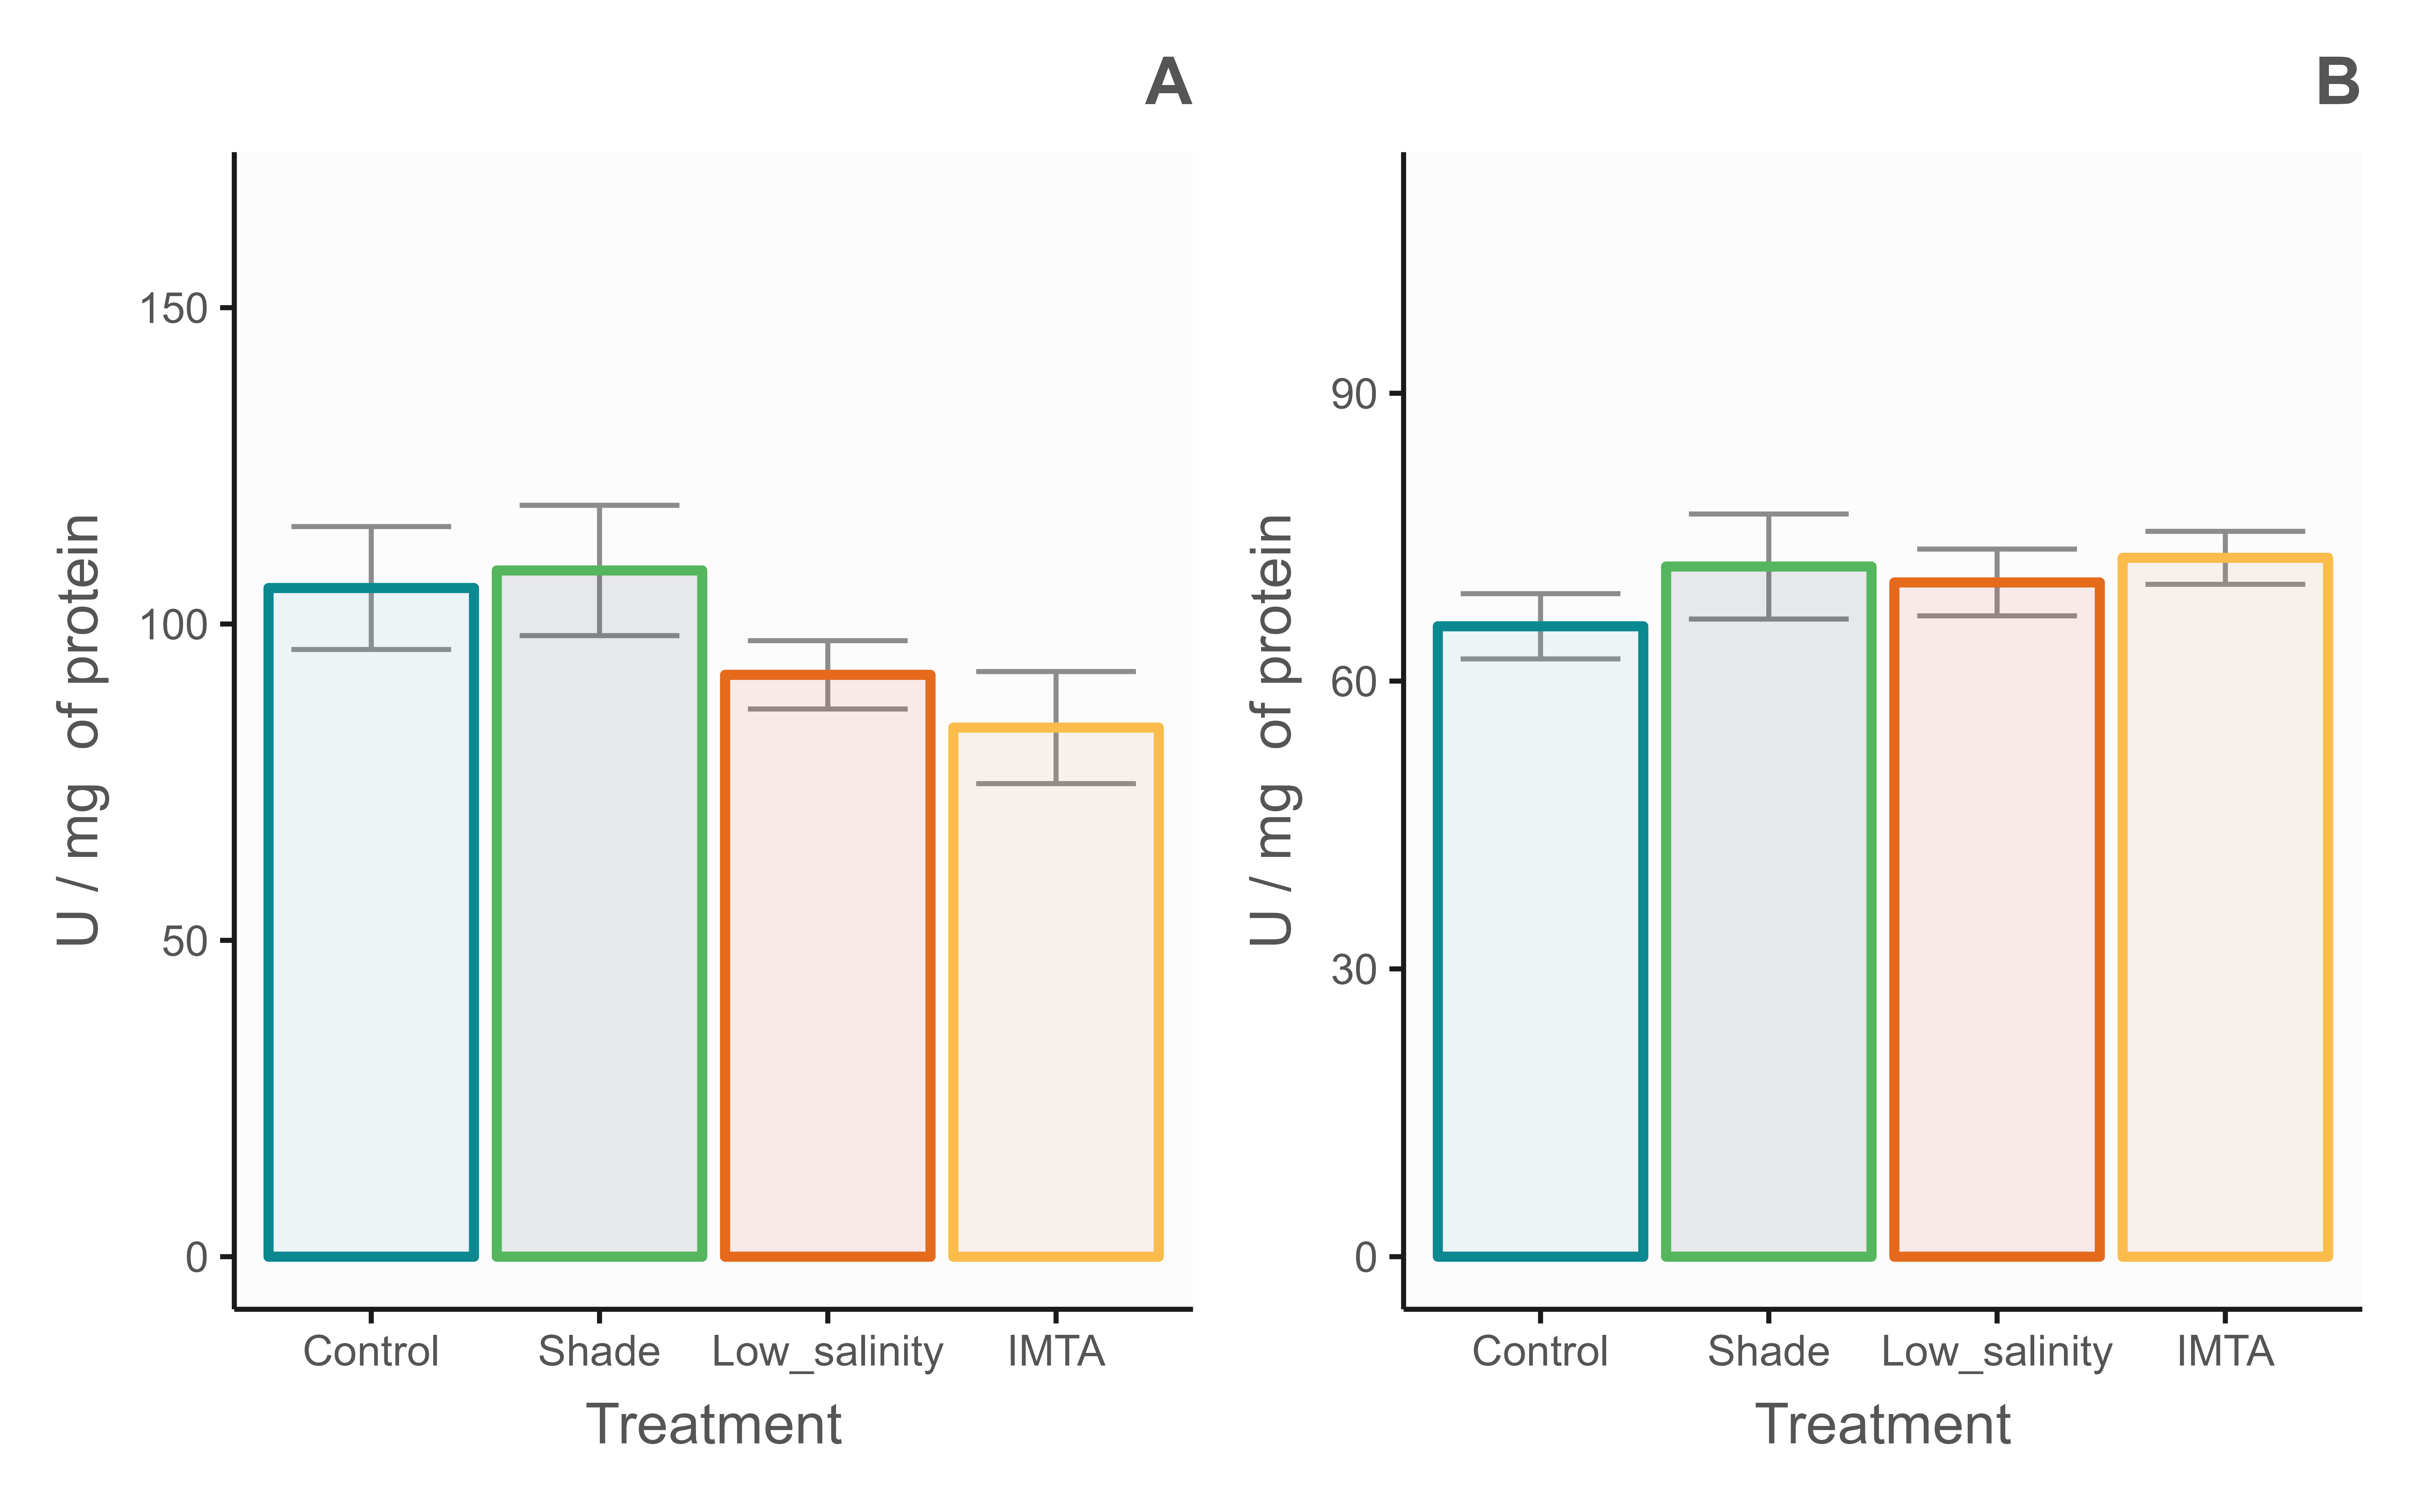 A
150
100
50
0
U / mg of protein
Control Shade Low_salinity IMTA
Treatment
B
90
60
30
0
U / mg of protein
Control Shade Low_salinity IMTA
Treatment